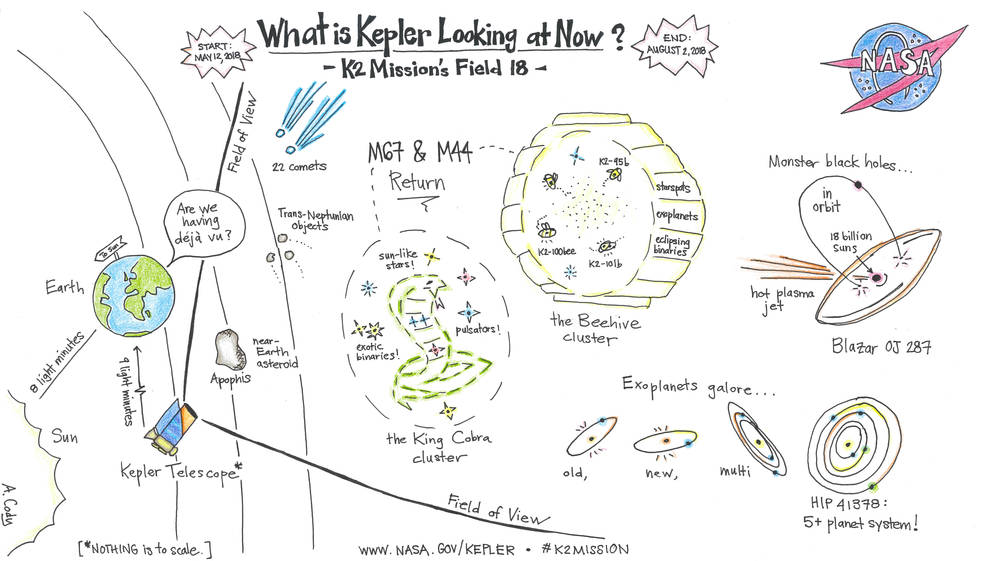 What is Kepler Looking at Now?
- K2 Mission's Field 18 -
START:
MAY 12, 2018
END:
AUGUST 2, 2018
NASA
Field of View
22 comets
M67 & M44
Return
Are we
having
déjà vu?
Trans-Neptunian
objects
To Sun
Earth
8 light minutes
9 light minutes
near-
Earth
asteroid
Apophis
Sun
Kepler Telescope*
A. Cody
[*NOTHING is to scale.]
sun-like
stars!
pulsators!
exotic
binaries!
the King Cobra
cluster
K2-95b
K2-100bee
K2-101b
starspots
exoplanets
eclipsing
binaries
the Beehive
cluster
Monster black holes...
in
orbit
18 billion
suns
hot plasma
jet
Blazar OJ 287
Exoplanets galore...
old,
new,
multi
HIP 41378:
5+ planet system!
Field of View
WWW.NASA.GOV/KEPLER • #K2MISSION